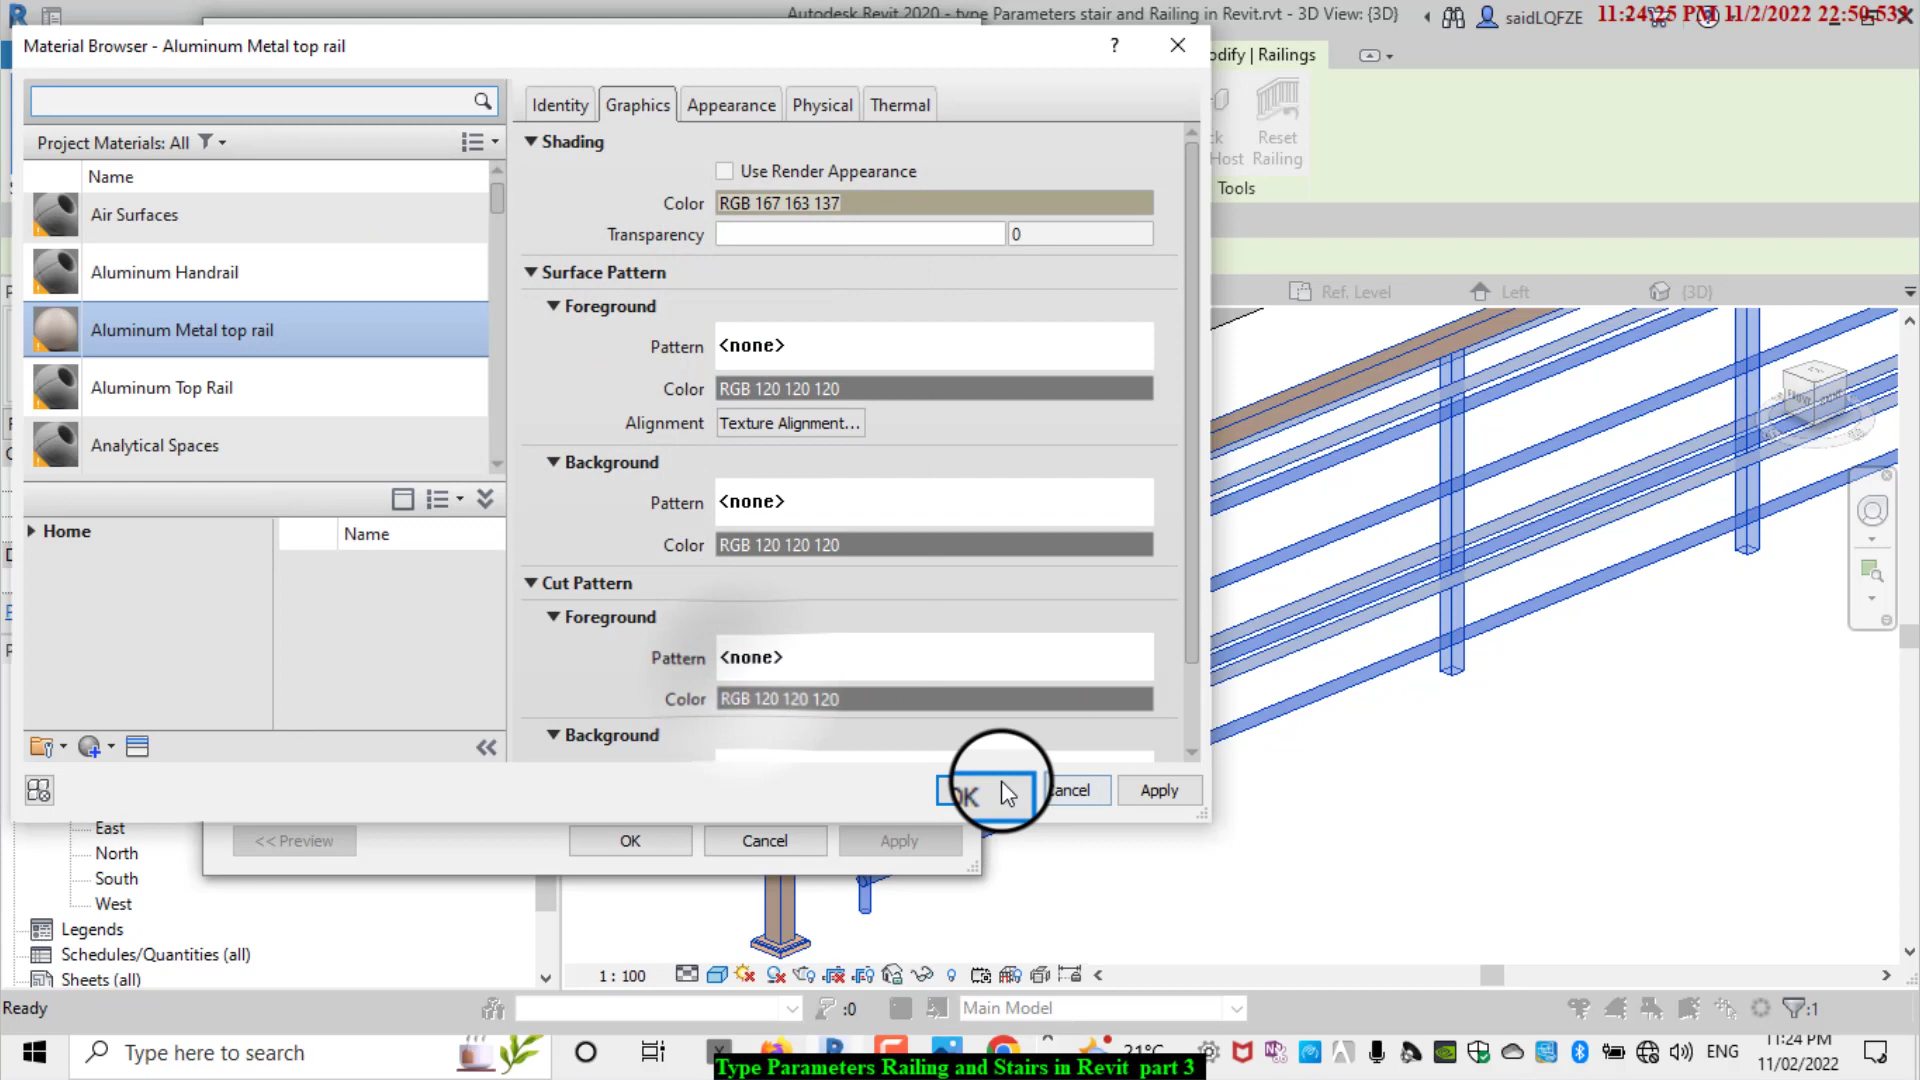 Autodesk Revit 2020 - type Parameters stair and Railing in Revit.rvt - 3D View: {3D}
saidLQFZE
11:24:25 PM 11/2/2022 22:50
Material Browser - Aluminum Metal top rail
?
odify | Railings
Identity
Graphics
Appearance
Physical
Thermal
Project Materials: All
Name
Air Surfaces
Aluminum Handrail
Aluminum Metal top rail
Aluminum Top Rail
Analytical Spaces
Home
Name
Shading
Use Render Appearance
Color
RGB 167 163 137
Transparency
0
Surface Pattern
Foreground
Pattern
<none>
Color
RGB 120 120 120
Alignment
Texture Alignment...
Background
Pattern
<none>
Color
RGB 120 120 120
Cut Pattern
Foreground
Pattern
<none>
Color
RGB 120 120 120
Background
OK
Cancel
Apply
Reset
Host Railing
Tools
Ref. Level
Left
{3D}
<< Preview
OK
Cancel
Apply
East
North
South
West
Legends
Schedules/Quantities (all)
Sheets (all)
1 : 100
Ready
:0
Main Model
:1
Type here to search
21°C
ENG
11:24 PM
11/02/2022
Type Parameters Railing and Stairs in Revit part 3